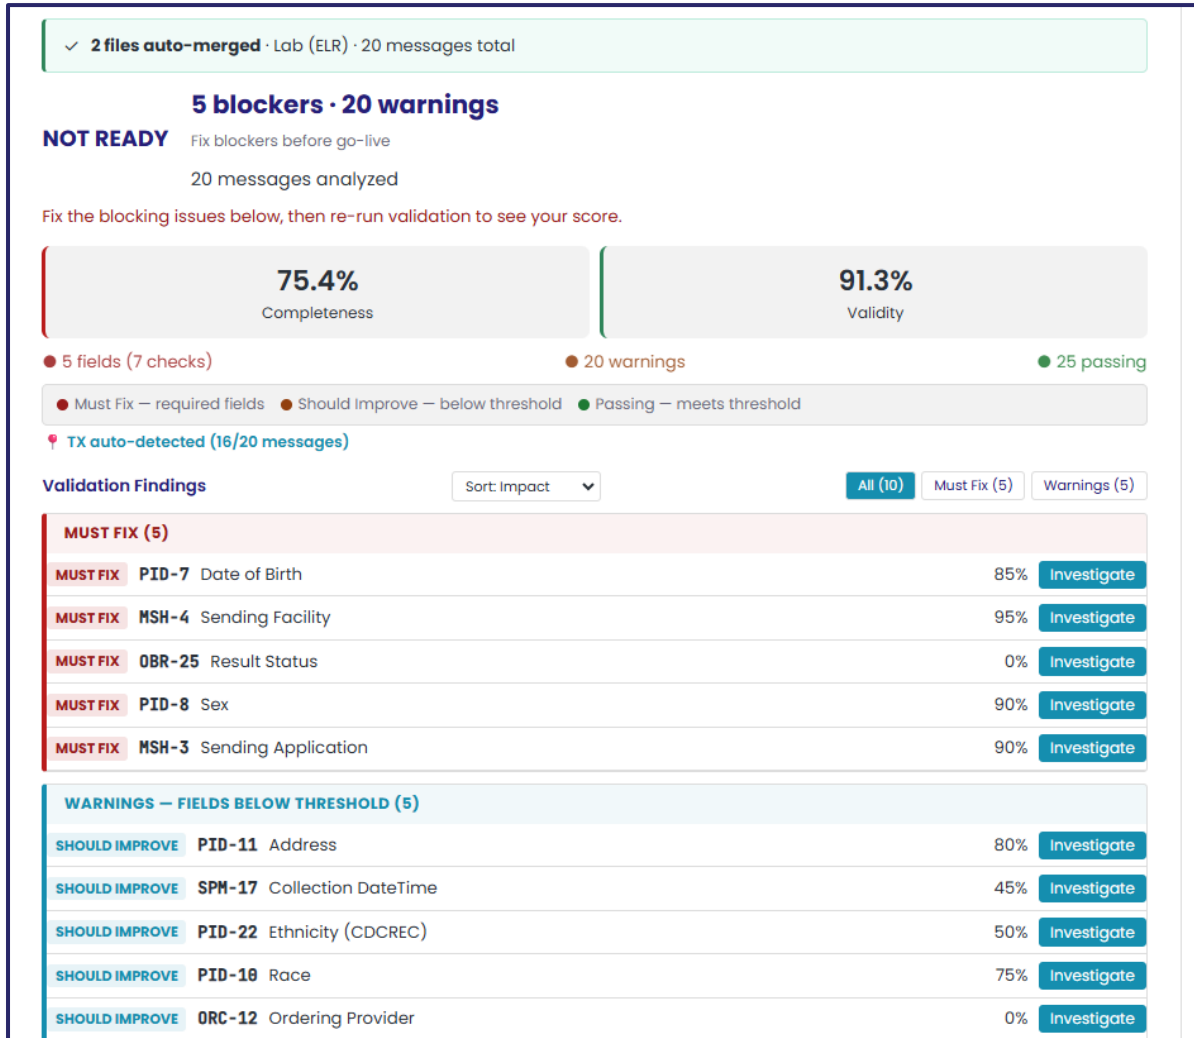 ✓ 2 files auto-merged · Lab (ELR) · 20 messages total
5 blockers · 20 warnings
NOT READY Fix blockers before go-live
20 messages analyzed
Fix the blocking issues below, then re-run validation to see your score.
75.4% 91.3%
Completeness Validity
5 fields (7 checks) 20 warnings 25 passing
Must Fix — required fields Should Improve — below threshold Passing — meets threshold
TX auto-detected (16/20 messages)
Validation Findings Sort: Impact All (10) Must Fix (5) Warnings (5)
MUST FIX (5)
MUST FIX PID-7 Date of Birth 85% Investigate
MUST FIX MSH-4 Sending Facility 95% Investigate
MUST FIX OBR-25 Result Status 0% Investigate
MUST FIX PID-8 Sex 90% Investigate
MUST FIX MSH-3 Sending Application 90% Investigate
WARNINGS — FIELDS BELOW THRESHOLD (5)
SHOULD IMPROVE PID-11 Address 80% Investigate
SHOULD IMPROVE SPM-17 Collection DateTime 45% Investigate
SHOULD IMPROVE PID-22 Ethnicity (CDCREC) 50% Investigate
SHOULD IMPROVE PID-10 Race 75% Investigate
SHOULD IMPROVE ORC-12 Ordering Provider 0% Investigate